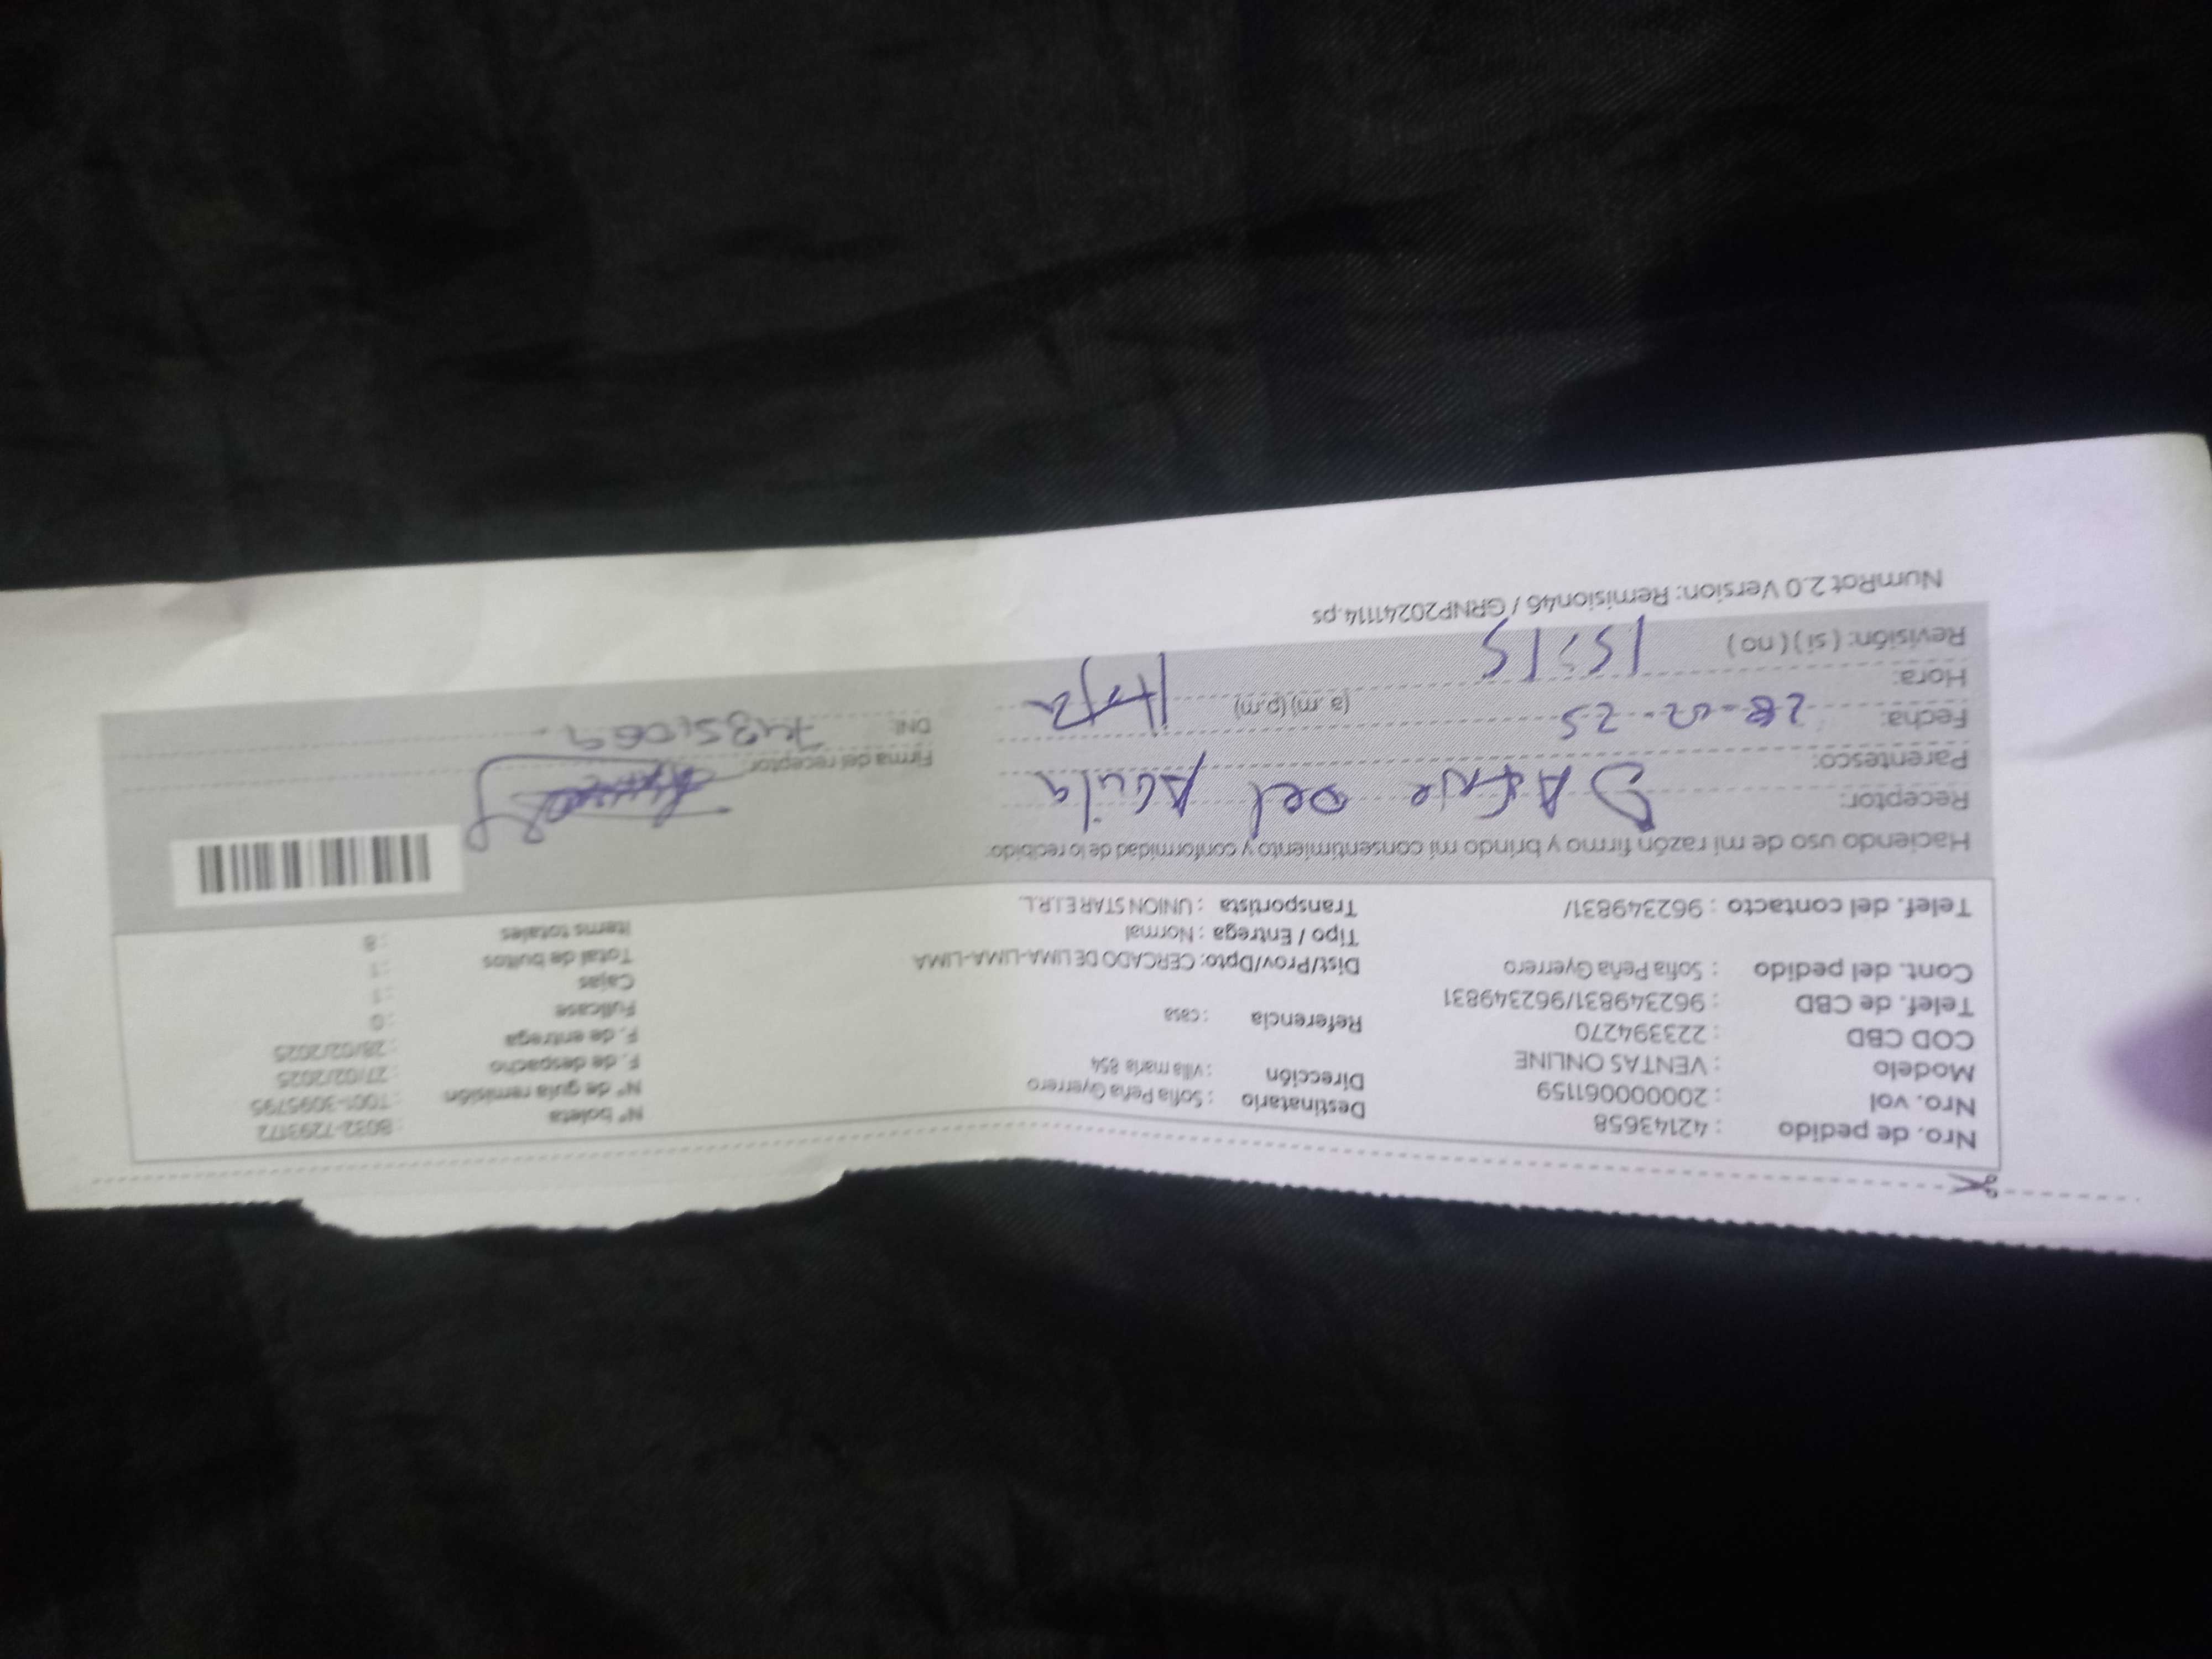 Nro. de pedido : 42143658
Nro. vol : 20000061159
Modelo : VENTAS ONLINE
COD CBD : 223394270
Telef. de CBD : 962349831/962349831
Cont. del pedido : Sofia Peña Gyerrero
Telef. del contacto : 962349831/
Destinatario : Sofia Peña Gyerrero
Dirección : villa maria 854
Referencia : casa
Dist/Prov/Dpto: CERCADO DE LIMA-LIMA-LIMA
Tipo / Entrega : Normal
Transportista : UNION STAR E.I.R.L.
N° boleta : B032-7293172
N° de guía remisión : T001-3095795
F. de despacho : 27/02/2025
F. de entrega : 28/02/2025
Fullcase : 0
Cajas : 1
Total de bultos : 1
Items totales : 8
Haciendo uso de mi razón firmo y brindo mi consentimiento y conformidad de lo recibido:
Receptor: Del Aguila
Parentesco:
Fecha: 28-02-25
Hora: 15:15 (a.m)(p.m)
Revisión: (si)(no)
Firma del receptor:
DNI:
NumRot 2.0 Version: Remision46 / GRNP20241114.ps